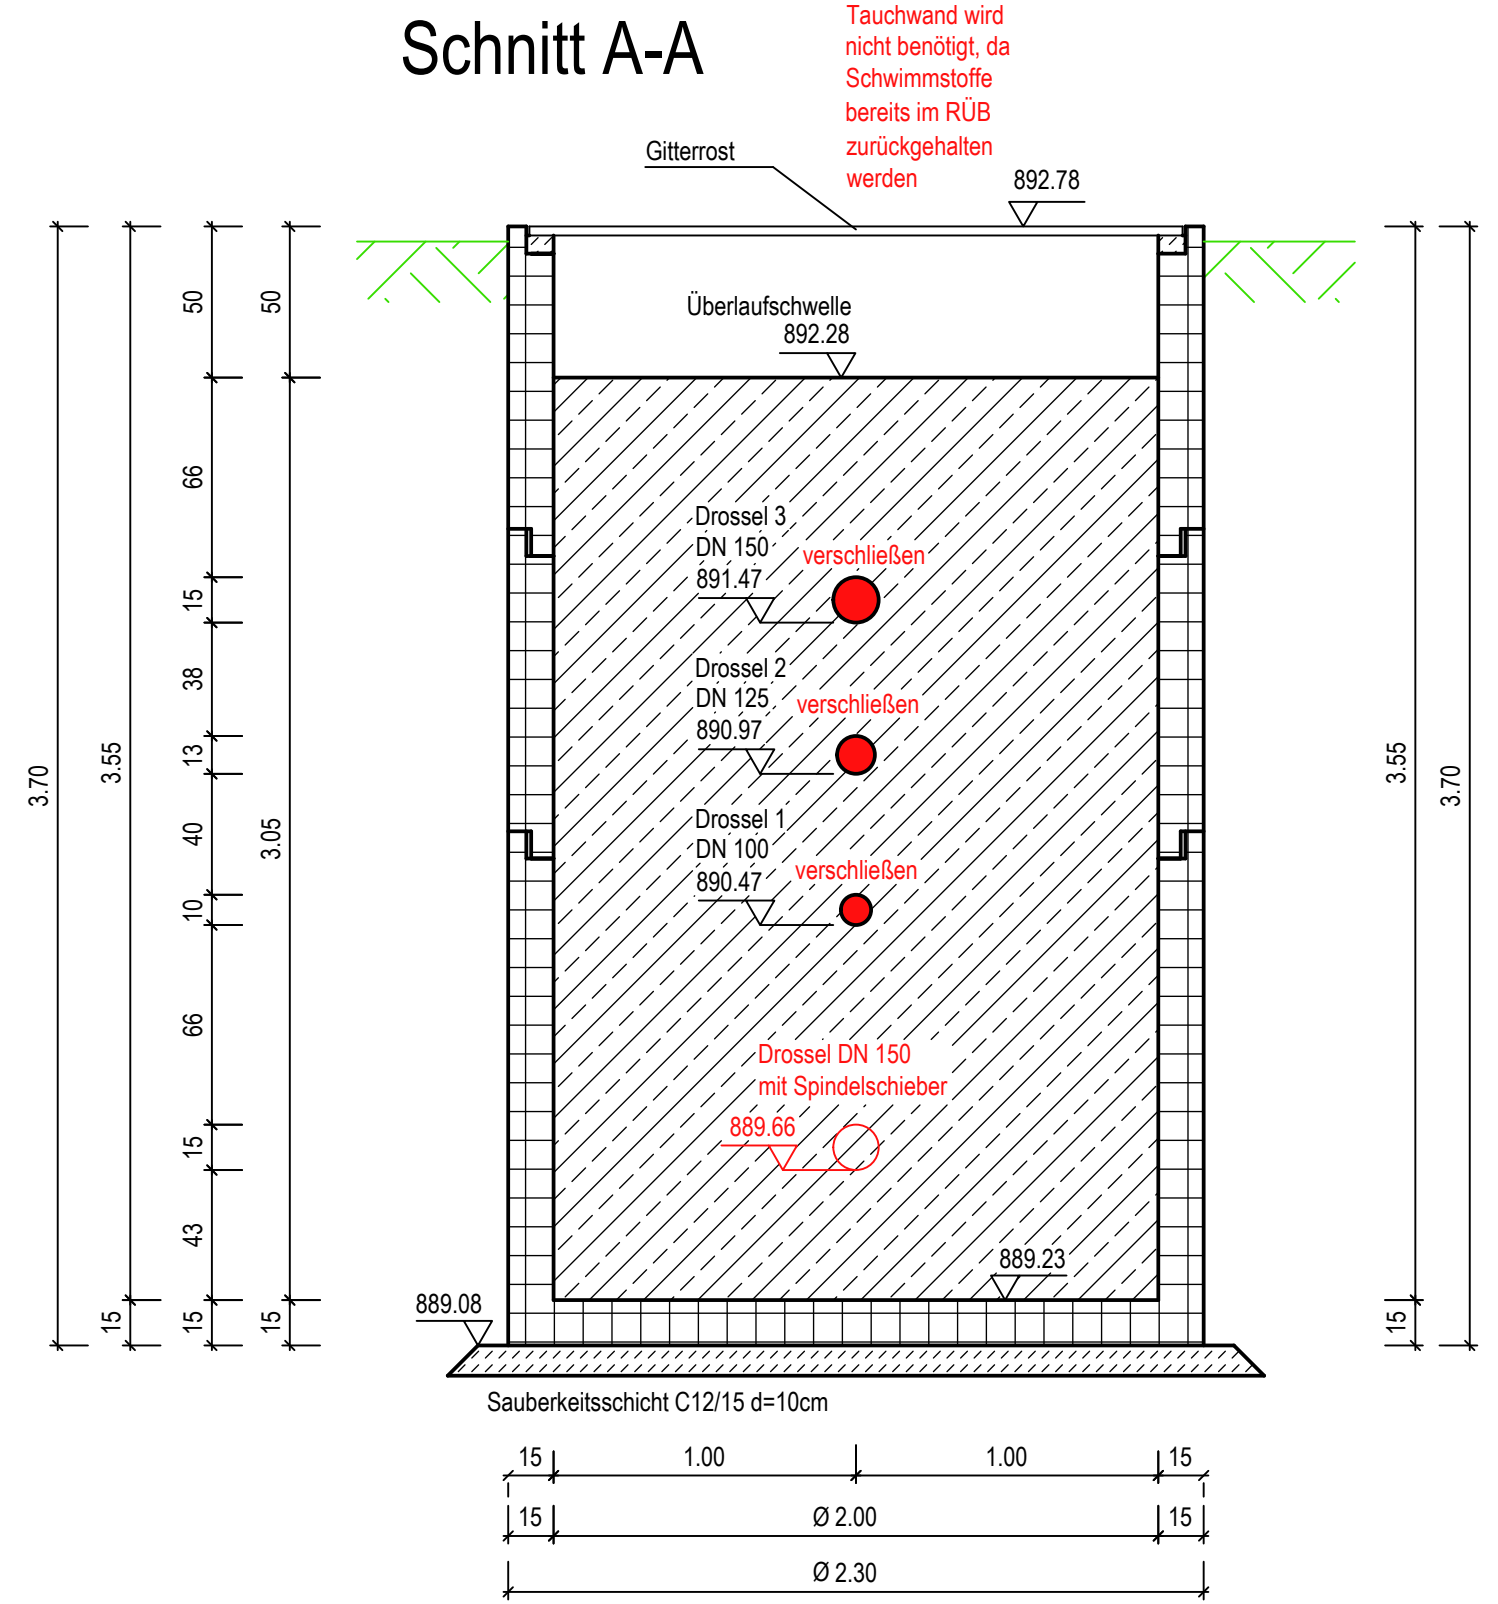 Schnitt A-A
Tauchwand wird
nicht benötigt, da
Schwimmstoffe
bereits im RÜB
zurückgehalten
werden
Gitterrost
892.78
Überlaufschwelle
892.28
Drossel 3
DN 150
verschließen
891.47
Drossel 2
DN 125
verschließen
890.97
Drossel 1
DN 100
verschließen
890.47
Drossel DN 150
mit Spindelschieber
889.66
889.23
889.08
Sauberkeitsschicht C12/15 d=10cm
3.70
3.55
15
50
66
15
38
13
40
10
66
15
43
15
50
3.05
15
3.55
15
3.70
15 1.00 1.00 15
15 Ø 2.00 15
Ø 2.30